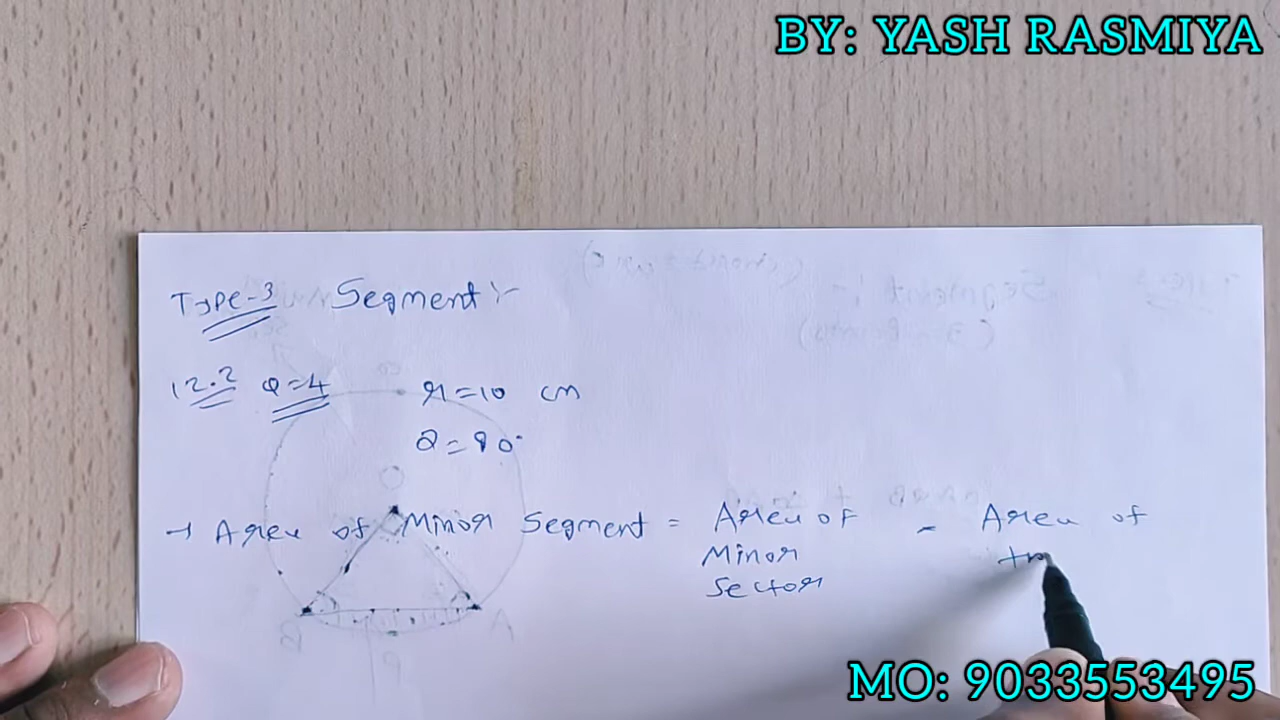 BY: YASH RASMIYA
Type-3 Segment :-
12.2 Q=4 r=10 cm
θ=90°
→ Area of Minor Segment = Area of Minor Sector - Area of
MO: 9033553495